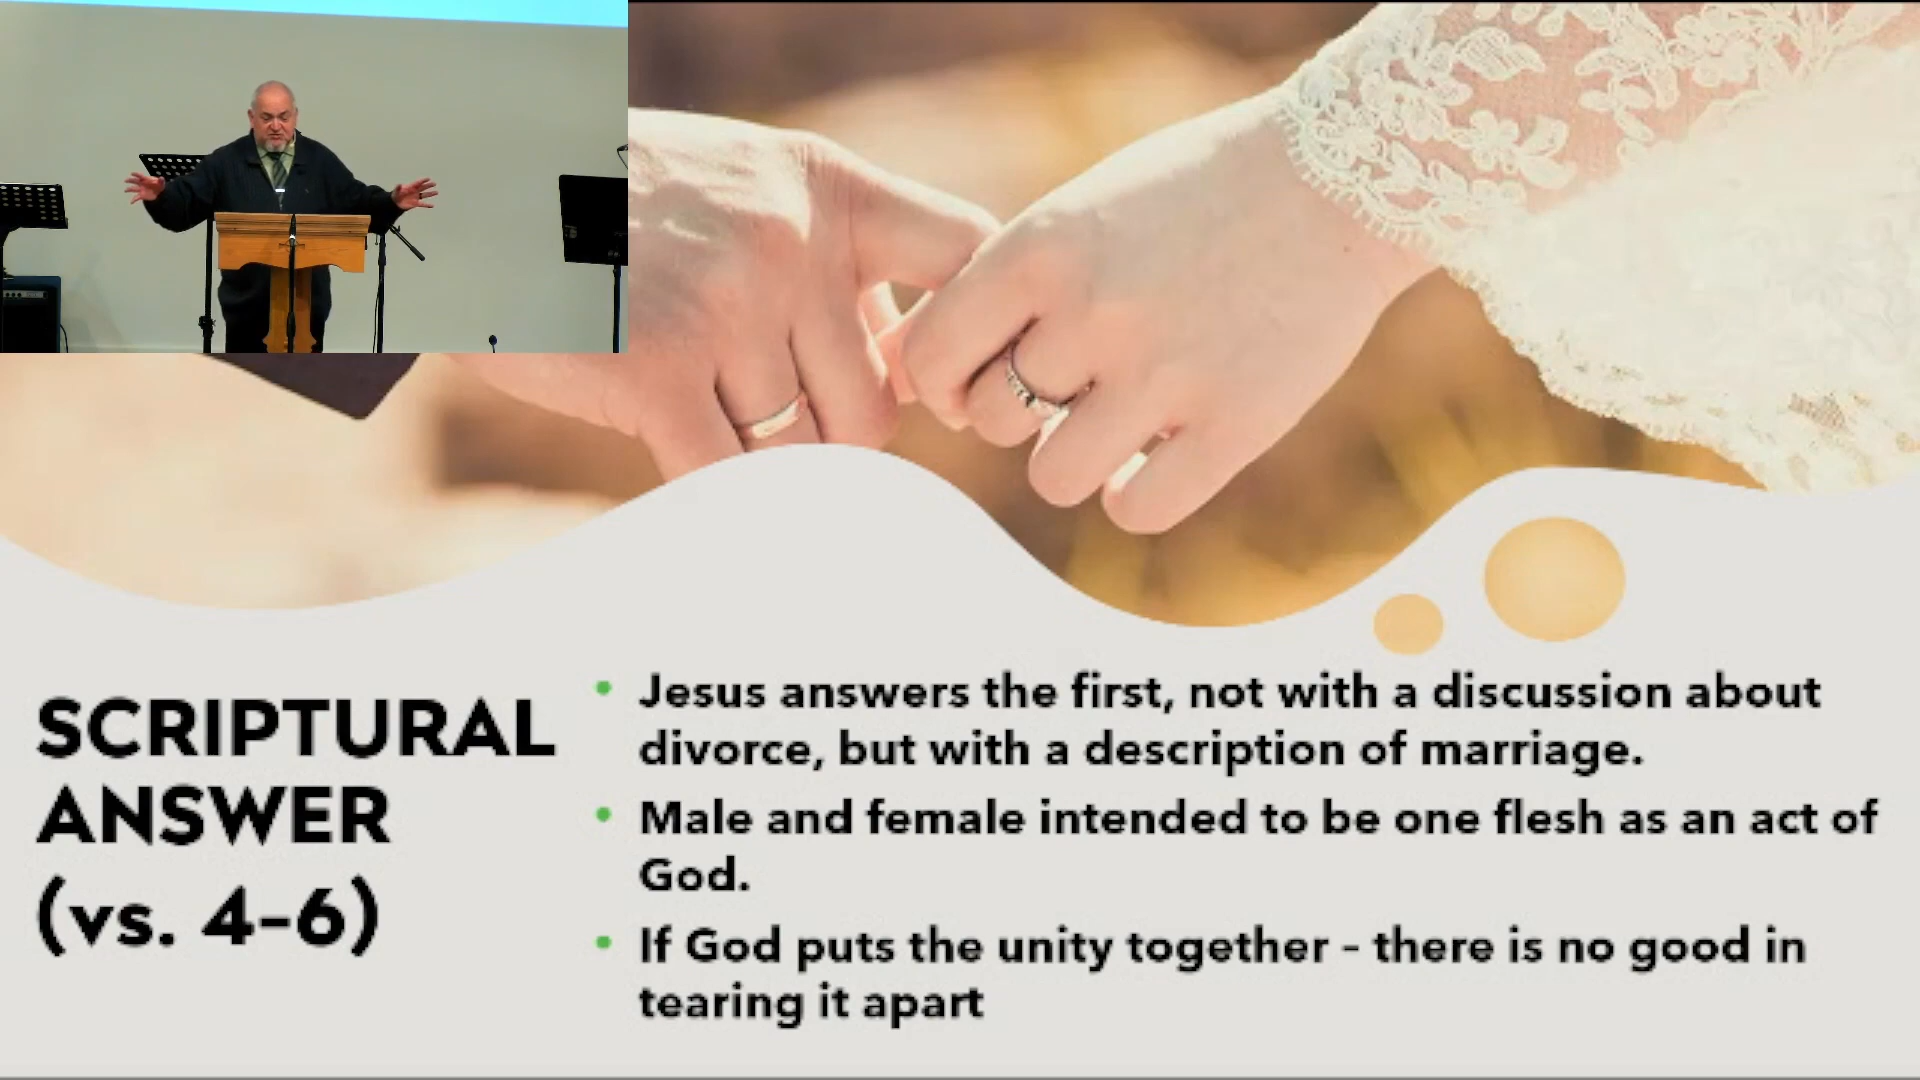 SCRIPTURAL
ANSWER
(vs. 4-6)
• Jesus answers the first, not with a discussion about
divorce, but with a description of marriage.
• Male and female intended to be one flesh as an act of
God.
• If God puts the unity together – there is no good in
tearing it apart